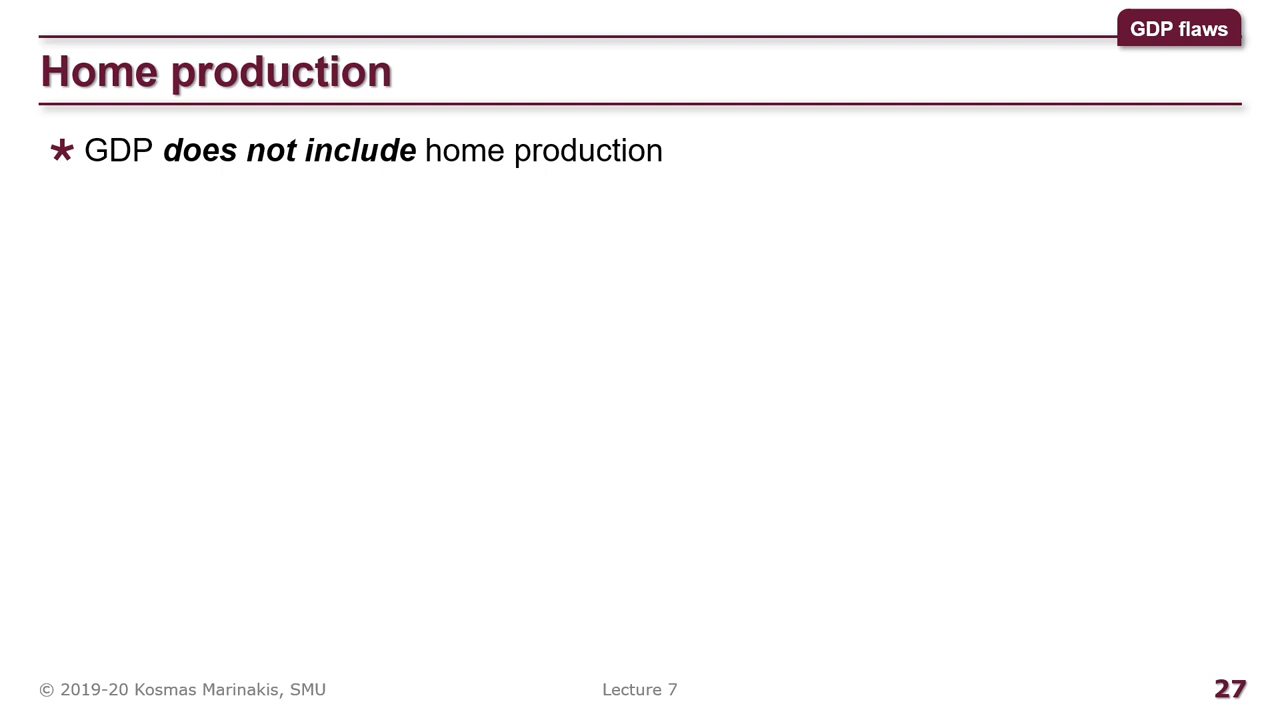 GDP flaws
Home production
* GDP does not include home production
© 2019-20 Kosmas Marinakis, SMU
Lecture 7
27